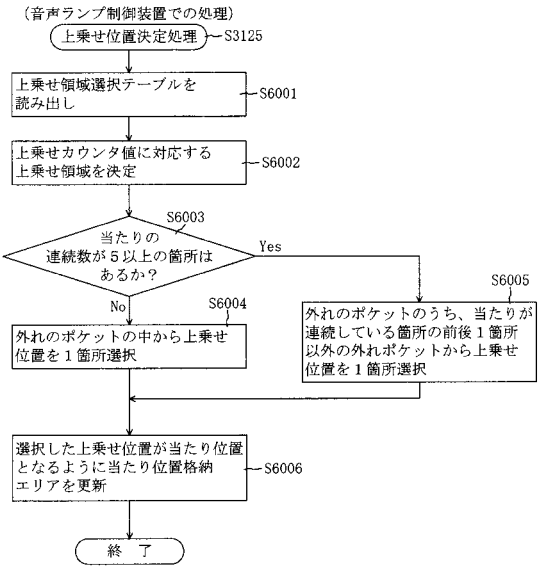 (音声ランプ制御装置での処理)
上乗せ位置決定処理
S3125
上乗せ領域選択テーブルを
読み出し
S6001
上乗せカウンタ値に対応する
上乗せ領域を決定
S6002
S6003
当たりの
連続数が5以上の箇所は
あるか?
Yes
No
S6004
外れのポケットの中から上乗せ
位置を1箇所選択
S6005
外れのポケットのうち、当たりが
連続している箇所の前後1箇所
以外の外れポケットから上乗せ
位置を1箇所選択
選択した上乗せ位置が当たり位置
となるように当たり位置格納
エリアを更新
S6006
終了